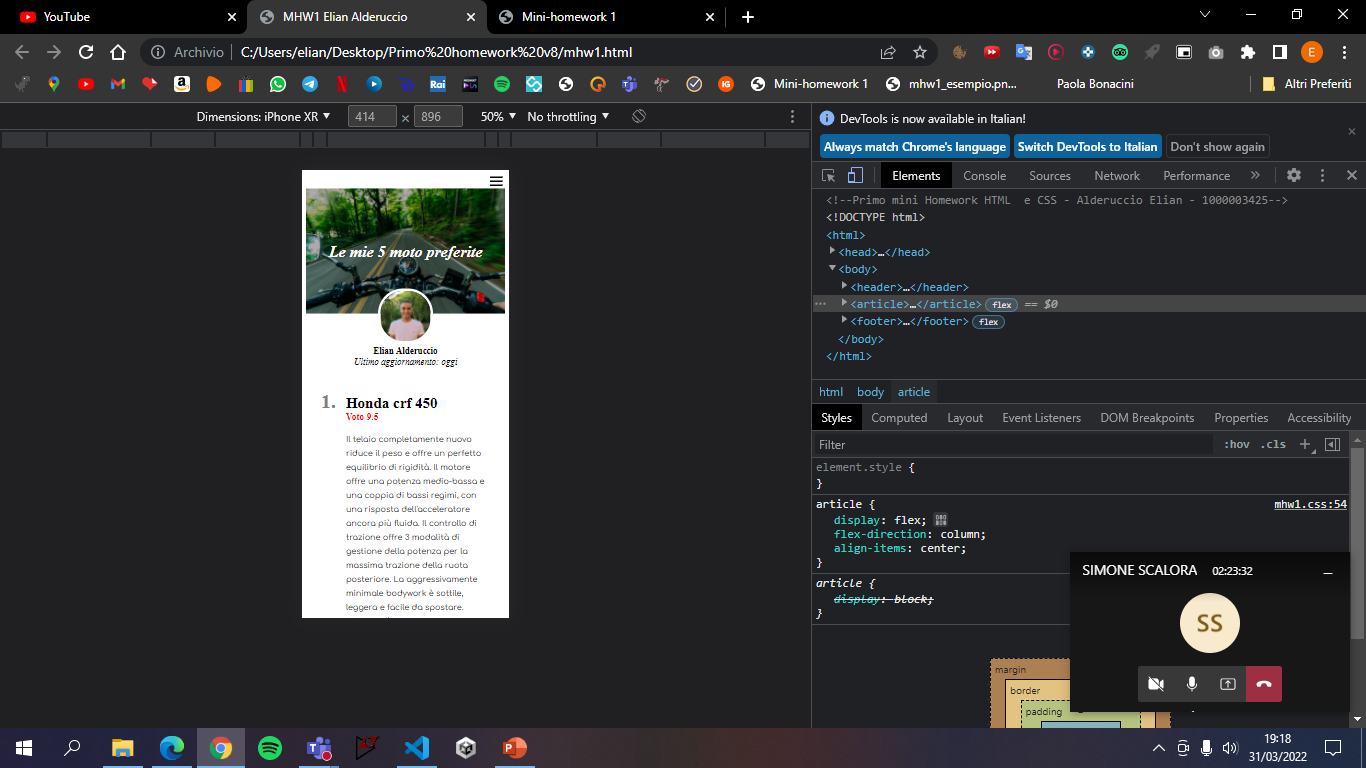 YouTube
MHW1 Elian Alderuccio
Mini-homework 1
Archivio C:/Users/elian/Desktop/Primo%20homework%20v8/mhw1.html
E
Rai
IG
Mini-homework 1
mhw1_esempio.pn...
Paola Bonacini
Altri Preferiti
Dimensions: iPhone XR 414 × 896 50% No throttling
Le mie 5 moto preferite
Elian Alderuccio
Ultimo aggiornamento: oggi
1. Honda crf 450
Voto 9.5
Il telaio completamente nuovo
riduce il peso e offre un perfetto
equilibrio di rigidità. Il motore
offre una potenza medio-bassa e
una coppia di bassi regimi, con
una risposta dell'acceleratore
ancora più fluida. Il controllo di
trazione offre 3 modalità di
gestione della potenza per la
massima trazione della ruota
posteriore. La aggressivamente
minimale bodywork è sottile,
leggera e facile da spostare.
DevTools is now available in Italian!
Always match Chrome's language Switch DevTools to Italian Don't show again
Elements Console Sources Network Performance »
<!--Primo mini Homework HTML  e CSS - Alderuccio Elian - 1000003425-->
<!DOCTYPE html>
<html>
<head>…</head>
<body>
<header>…</header>
<article>…</article> flex == $0
<footer>…</footer> flex
</body>
</html>
html body article
Styles Computed Layout Event Listeners DOM Breakpoints Properties Accessibility
Filter :hov .cls
element.style {
}
article { mhw1.css:54
display: flex;
flex-direction: column;
align-items: center;
}
article {
display: block;
}
margin
border
padding
SIMONE SCALORA 02:23:32
SS
19:18
31/03/2022